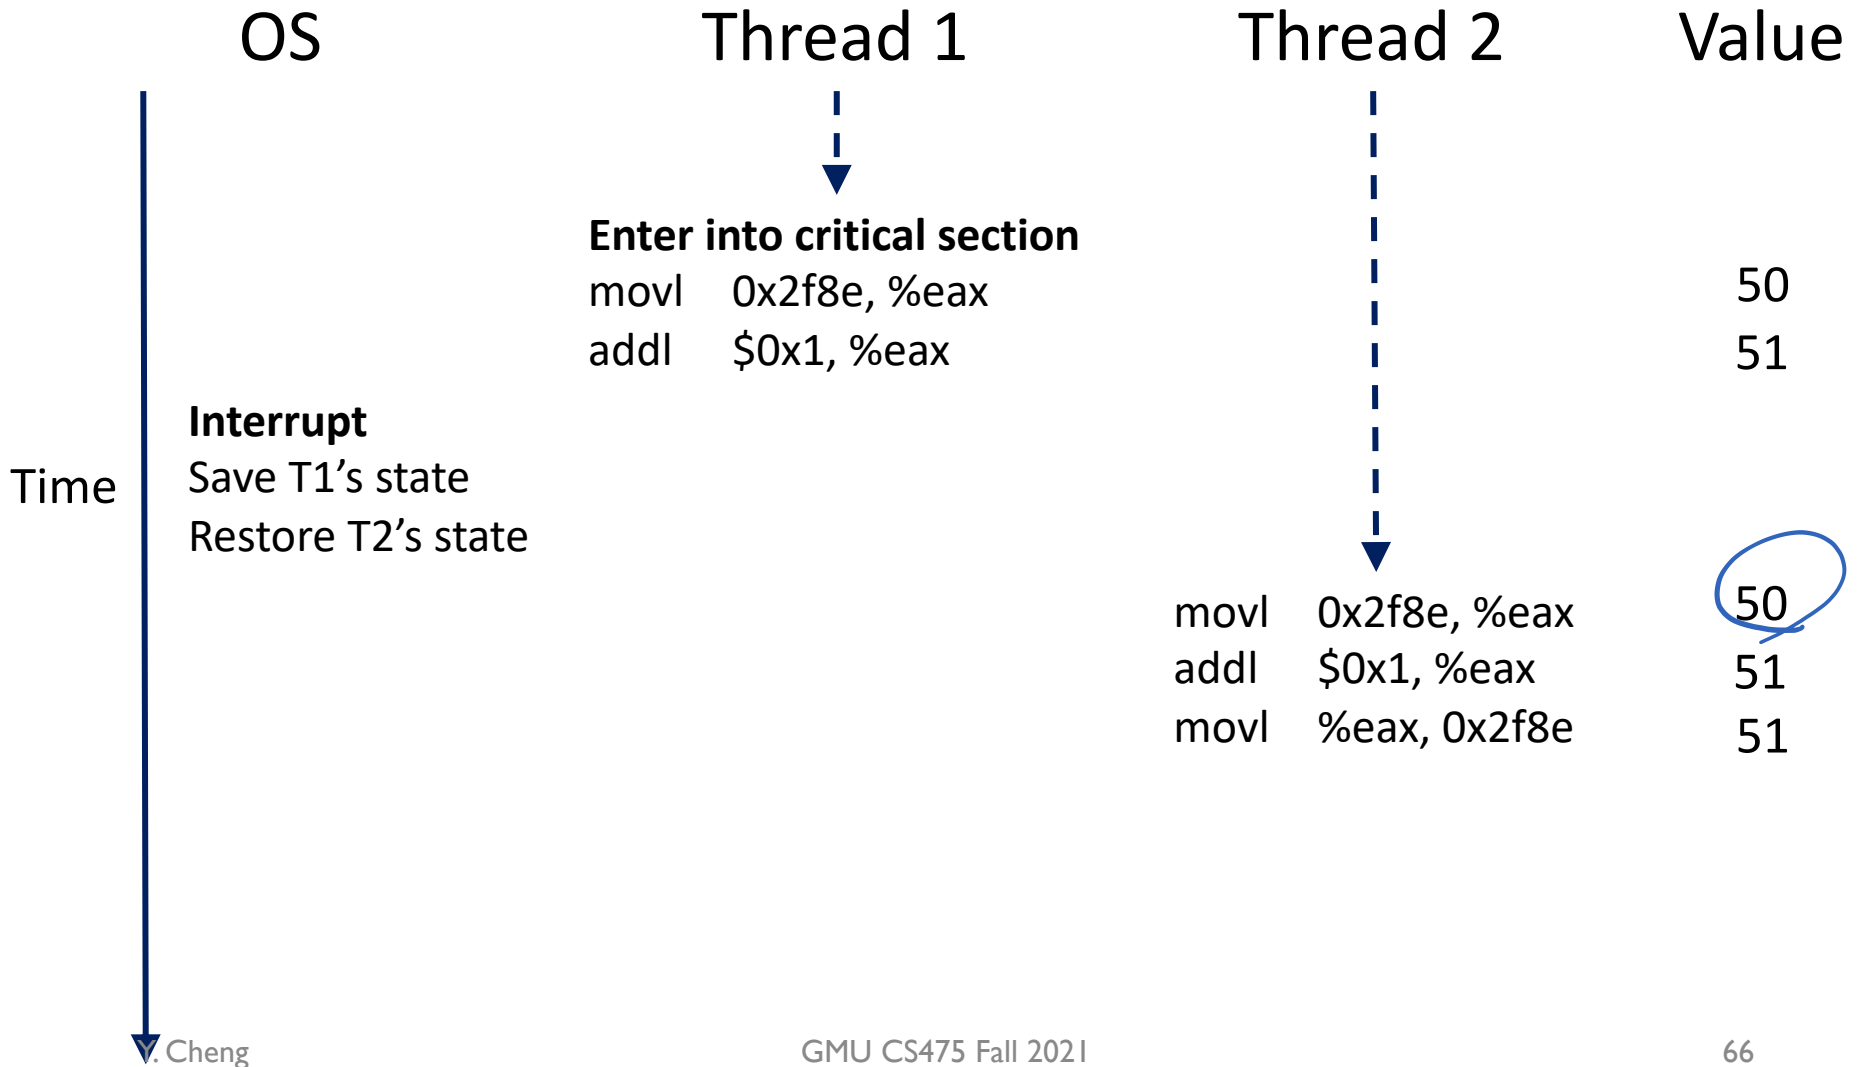 OS Thread 1 Thread 2 Value
Enter into critical section
movl 0x2f8e, %eax 50
addl $0x1, %eax 51
Interrupt
Time Save T1’s state
Restore T2’s state
movl 0x2f8e, %eax 50
addl $0x1, %eax 51
movl %eax, 0x2f8e 51
Y. Cheng GMU CS475 Fall 2021 66